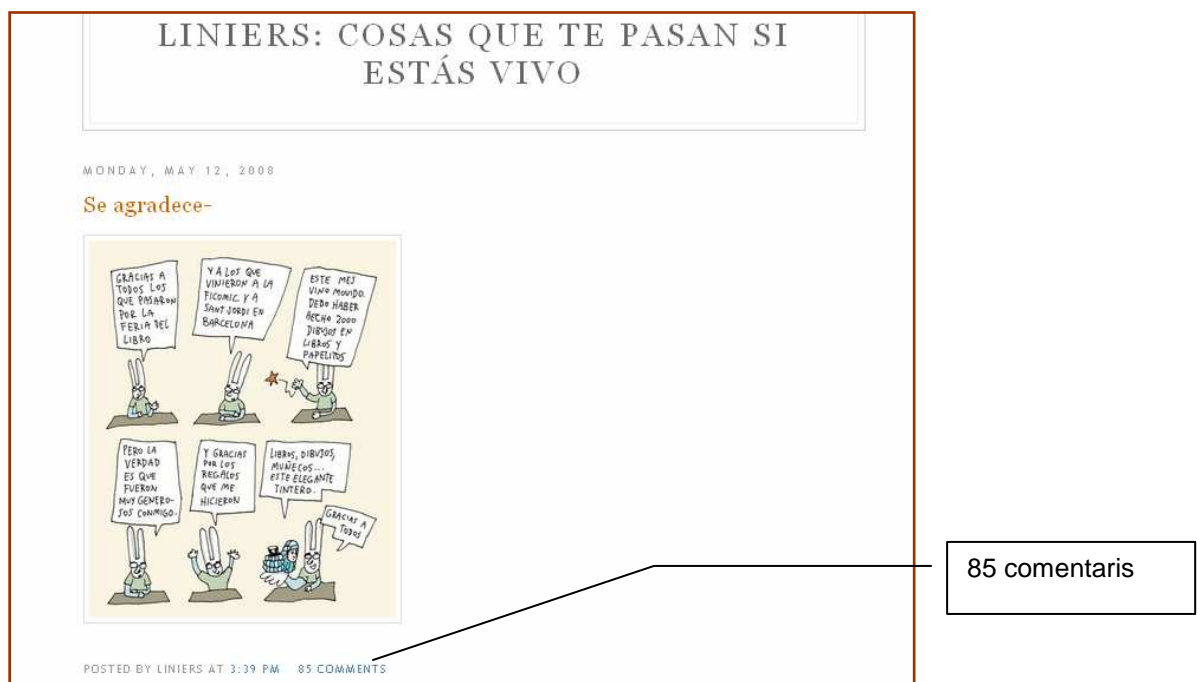 LINIERS: COSAS QUE TE PASAN SI
ESTÁS VIVO
MONDAY, MAY 12, 2008
Se agradece-
GRACIAS A
TODOS LOS
QUE PASARON
POR LA
FERIA DEL
LIBRO
Y A LOS QUE
VINIERON A LA
FICOMIC Y A
SANT JORDI EN
BARCELONA
ESTE MES
VINO MOVIDO.
DEBO HABER
HECHO 2000
DIBUJOS EN
LIBROS Y
PAPELITOS
PERO LA
VERDAD
ES QUE
FUERON
MUY GENERO-
SOS CONMIGO.
Y GRACIAS
POR LOS
REGALOS
QUE ME
HICIERON
LIBROS, DIBUJOS,
MUÑECOS...
ESTE ELEGANTE
TINTERO.
GRACIAS A
TODOS
85 comentaris
POSTED BY LINIERS AT 3:39 PM 85 COMMENTS